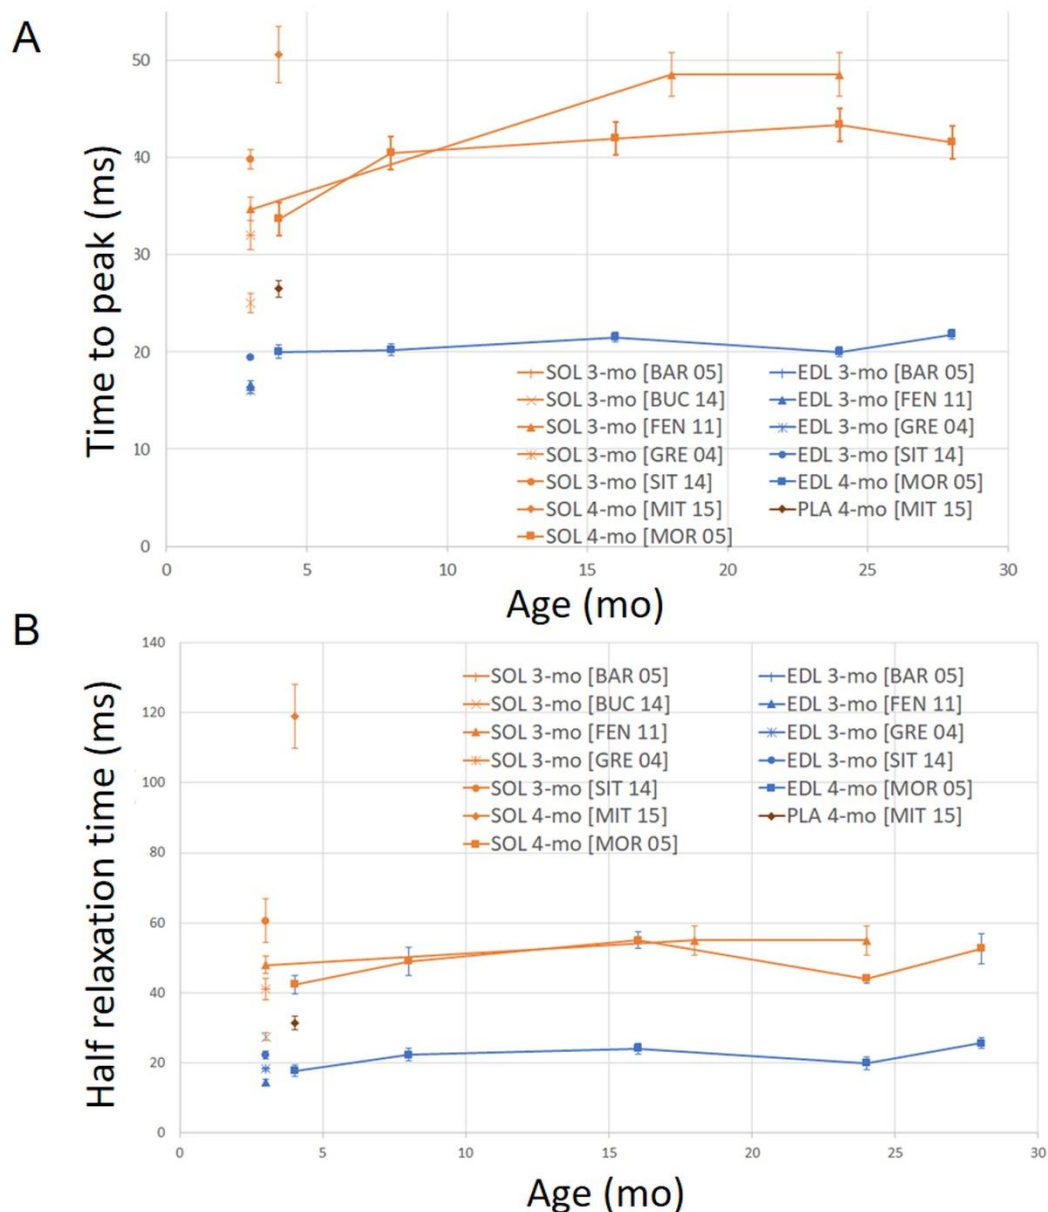 A
Time to peak (ms)
50
40
30
20
10
0
SOL 3-mo [BAR 05] EDL 3-mo [BAR 05]
SOL 3-mo [BUC 14] EDL 3-mo [FEN 11]
SOL 3-mo [FEN 11] EDL 3-mo [GRE 04]
SOL 3-mo [GRE 04] EDL 3-mo [SIT 14]
SOL 3-mo [SIT 14] EDL 4-mo [MOR 05]
SOL 4-mo [MIT 15] PLA 4-mo [MIT 15]
SOL 4-mo [MOR 05]
0 5 10 15 20 25 30
Age (mo)
B
Half relaxation time (ms)
140
120
100
80
60
40
20
0
SOL 3-mo [BAR 05] EDL 3-mo [BAR 05]
SOL 3-mo [BUC 14] EDL 3-mo [FEN 11]
SOL 3-mo [FEN 11] EDL 3-mo [GRE 04]
SOL 3-mo [GRE 04] EDL 3-mo [SIT 14]
SOL 3-mo [SIT 14] EDL 4-mo [MOR 05]
SOL 4-mo [MIT 15] PLA 4-mo [MIT 15]
SOL 4-mo [MOR 05]
0 5 10 15 20 25 30
Age (mo)